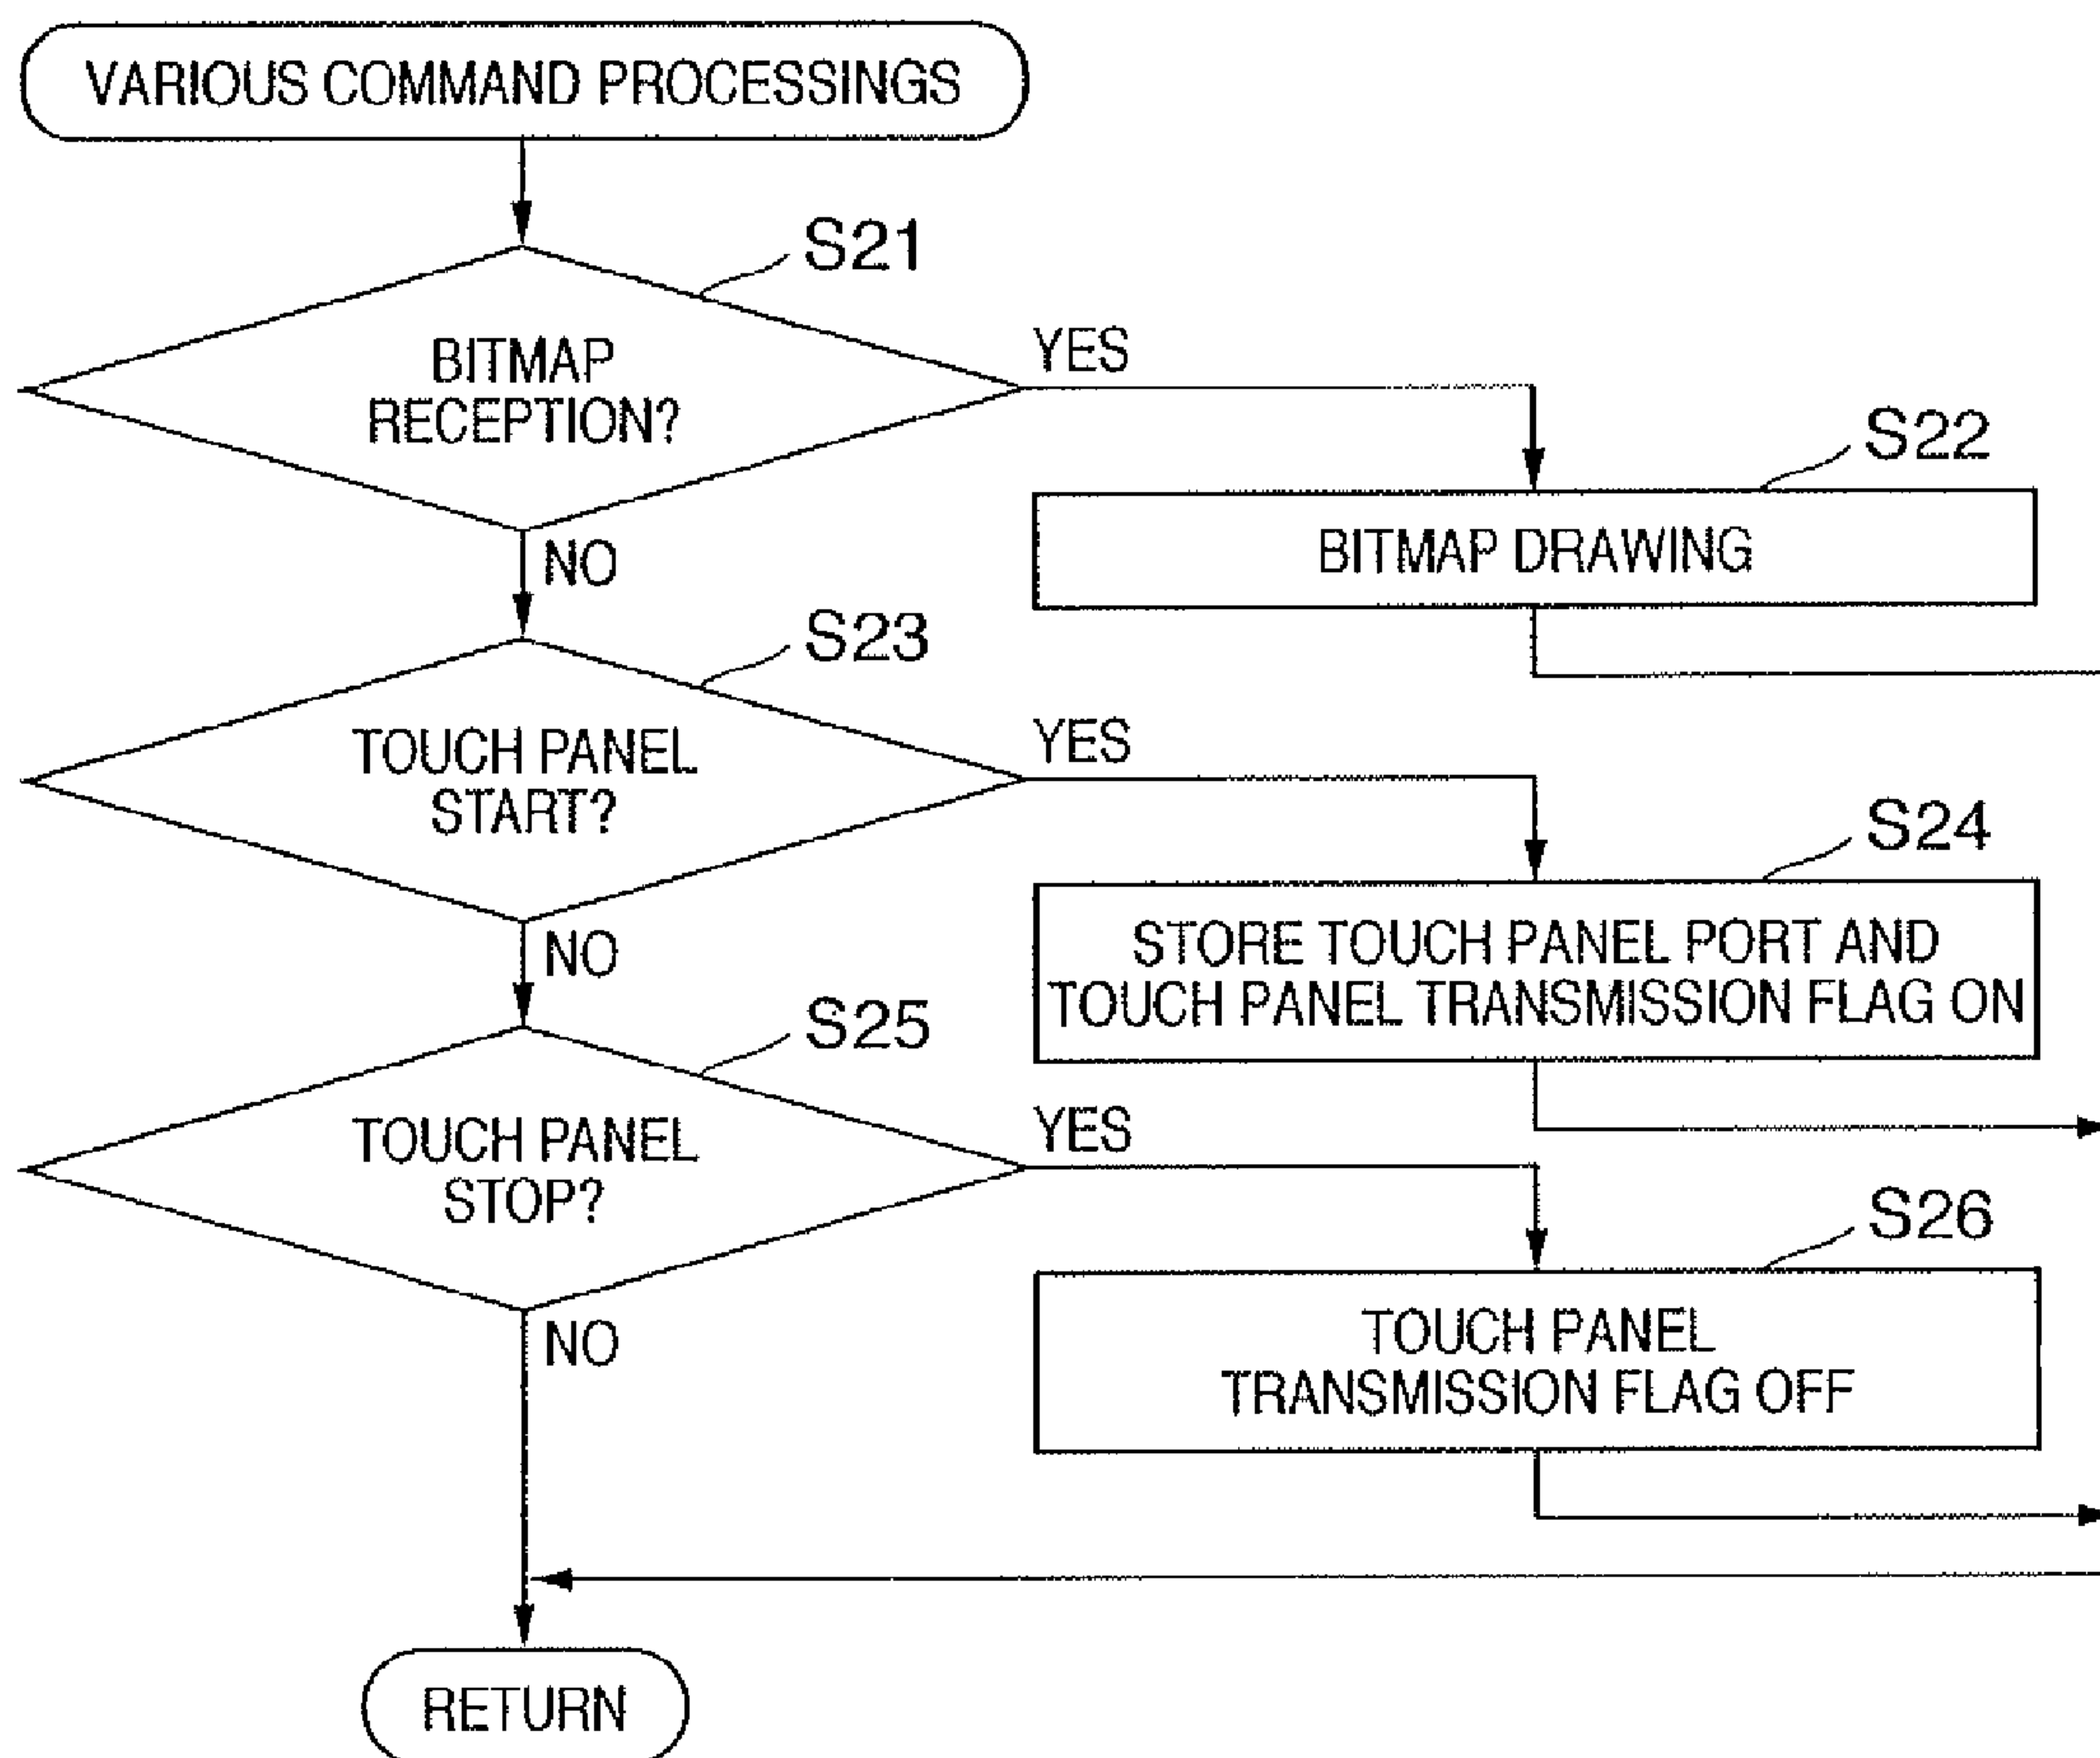 VARIOUS COMMAND PROCESSINGS
S21
BITMAP
RECEPTION?
YES
NO
S22
BITMAP DRAWING
S23
TOUCH PANEL
START?
YES
NO
S24
STORE TOUCH PANEL PORT AND
TOUCH PANEL TRANSMISSION FLAG ON
S25
TOUCH PANEL
STOP?
YES
NO
S26
TOUCH PANEL
TRANSMISSION FLAG OFF
RETURN